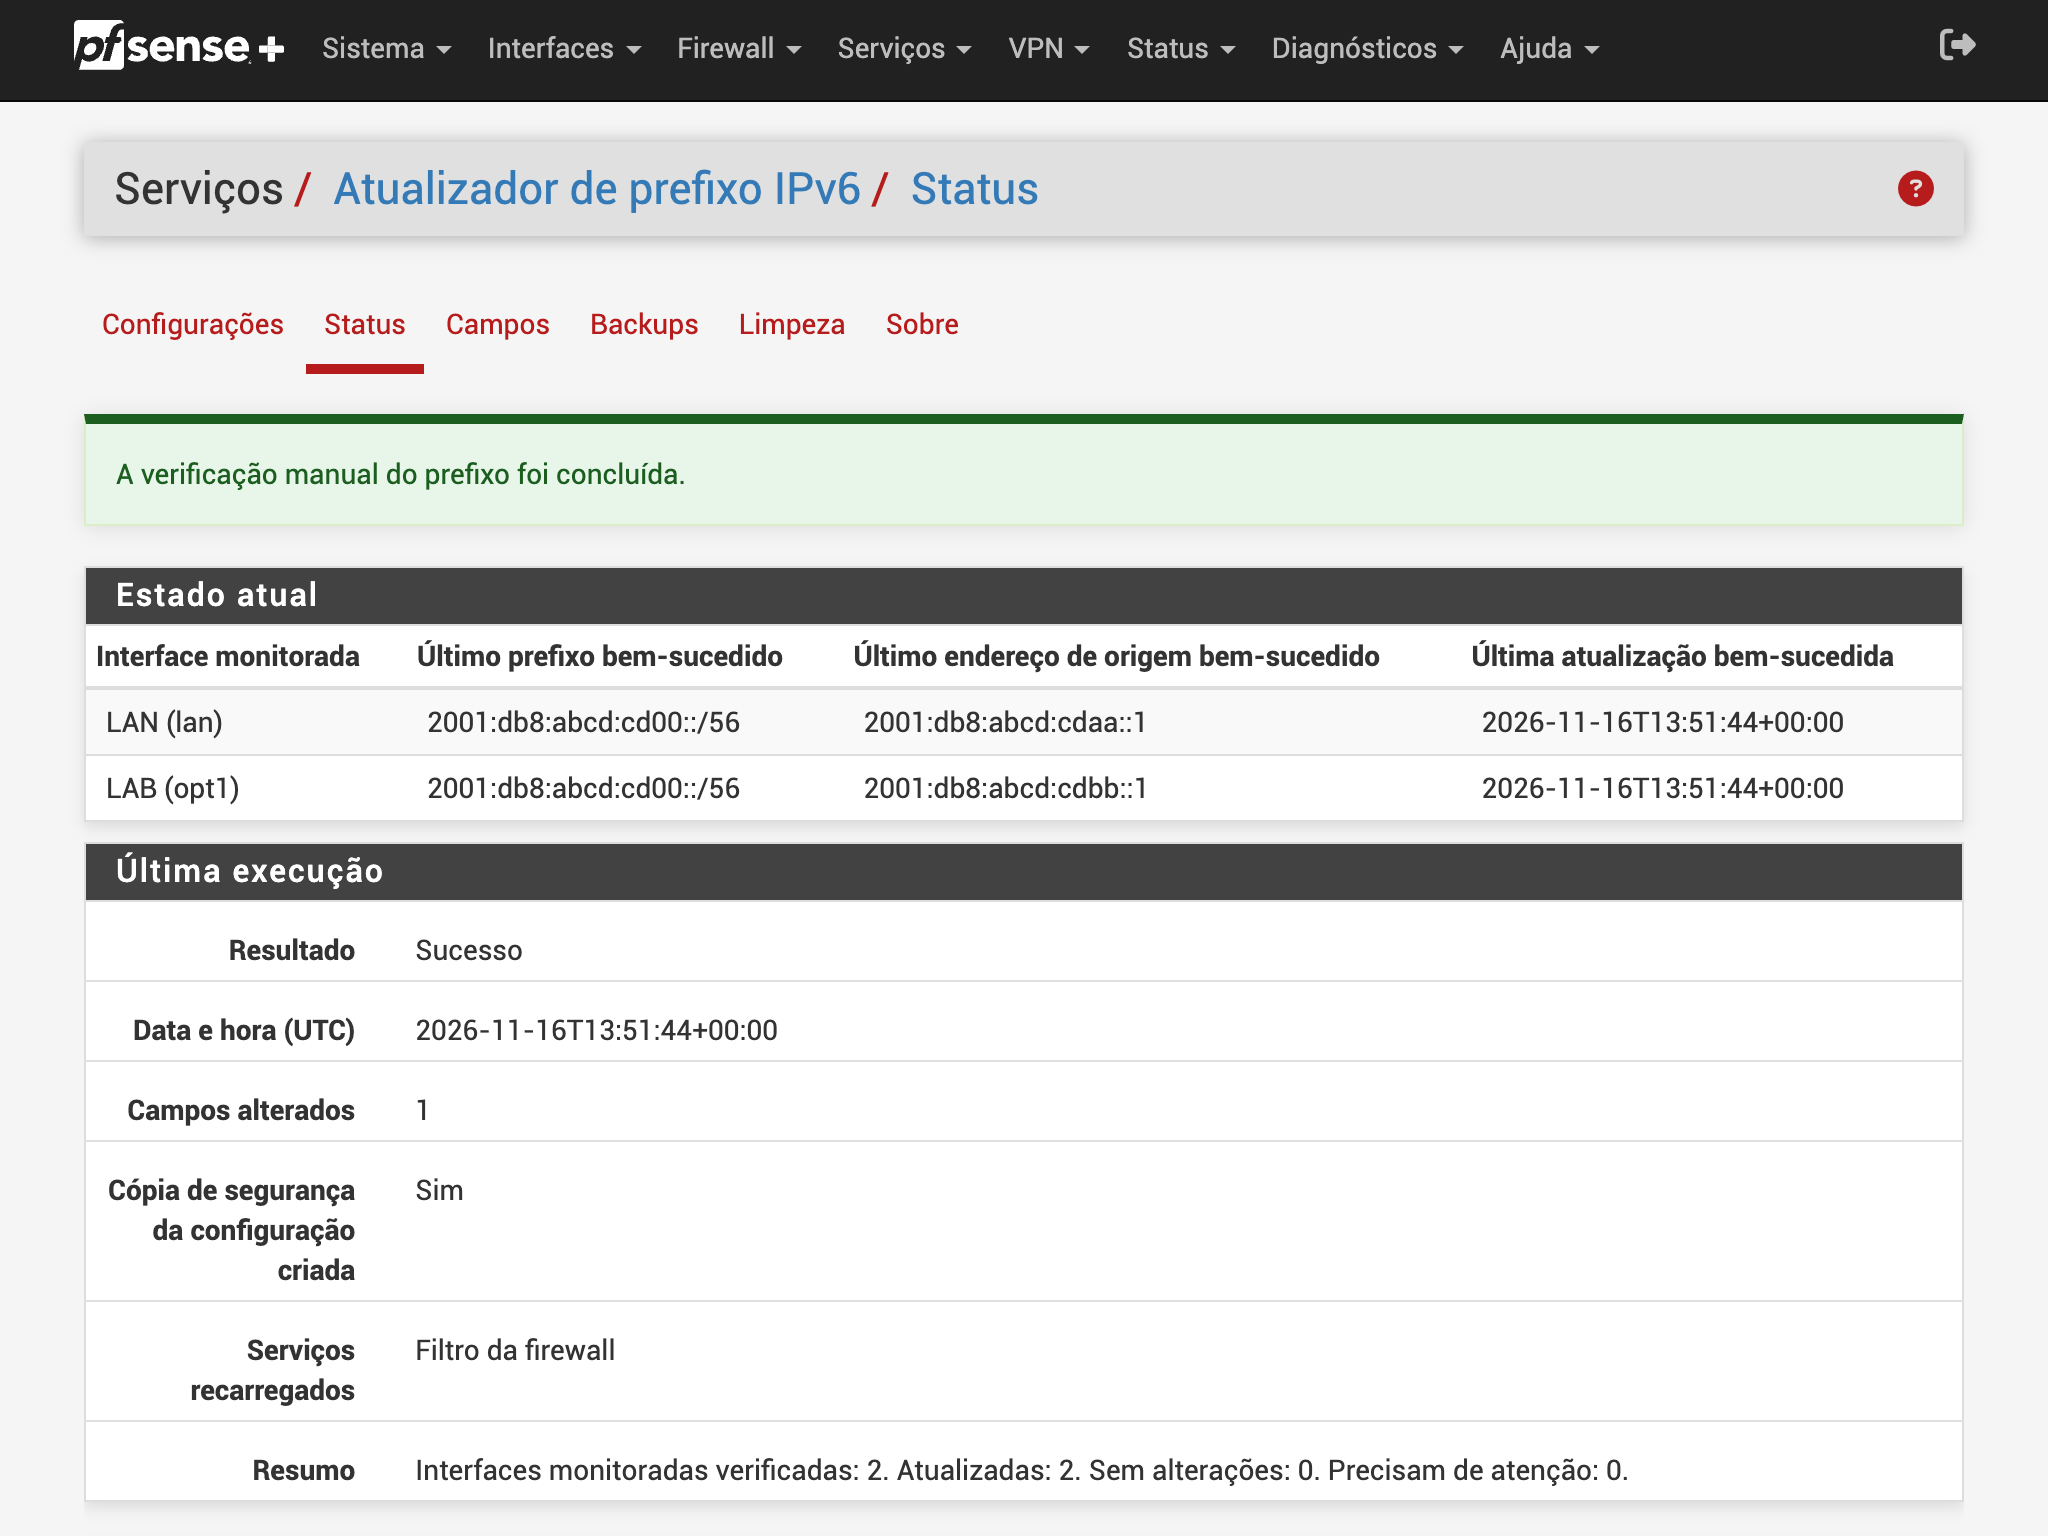 pfsense+ Sistema Interfaces Firewall Serviços VPN Status Diagnósticos Ajuda
Serviços / Atualizador de prefixo IPv6 / Status
?
Configurações Status Campos Backups Limpeza Sobre
A verificação manual do prefixo foi concluída.
Estado atual
Interface monitorada Último prefixo bem-sucedido Último endereço de origem bem-sucedido Última atualização bem-sucedida
LAN (lan) 2001:db8:abcd:cd00::/56 2001:db8:abcd:cdaa::1 2026-11-16T13:51:44+00:00
LAB (opt1) 2001:db8:abcd:cd00::/56 2001:db8:abcd:cdbb::1 2026-11-16T13:51:44+00:00
Última execução
Resultado Sucesso
Data e hora (UTC) 2026-11-16T13:51:44+00:00
Campos alterados 1
Cópia de segurança Sim
da configuração
criada
Serviços Filtro da firewall
recarregados
Resumo Interfaces monitoradas verificadas: 2. Atualizadas: 2. Sem alterações: 0. Precisam de atenção: 0.